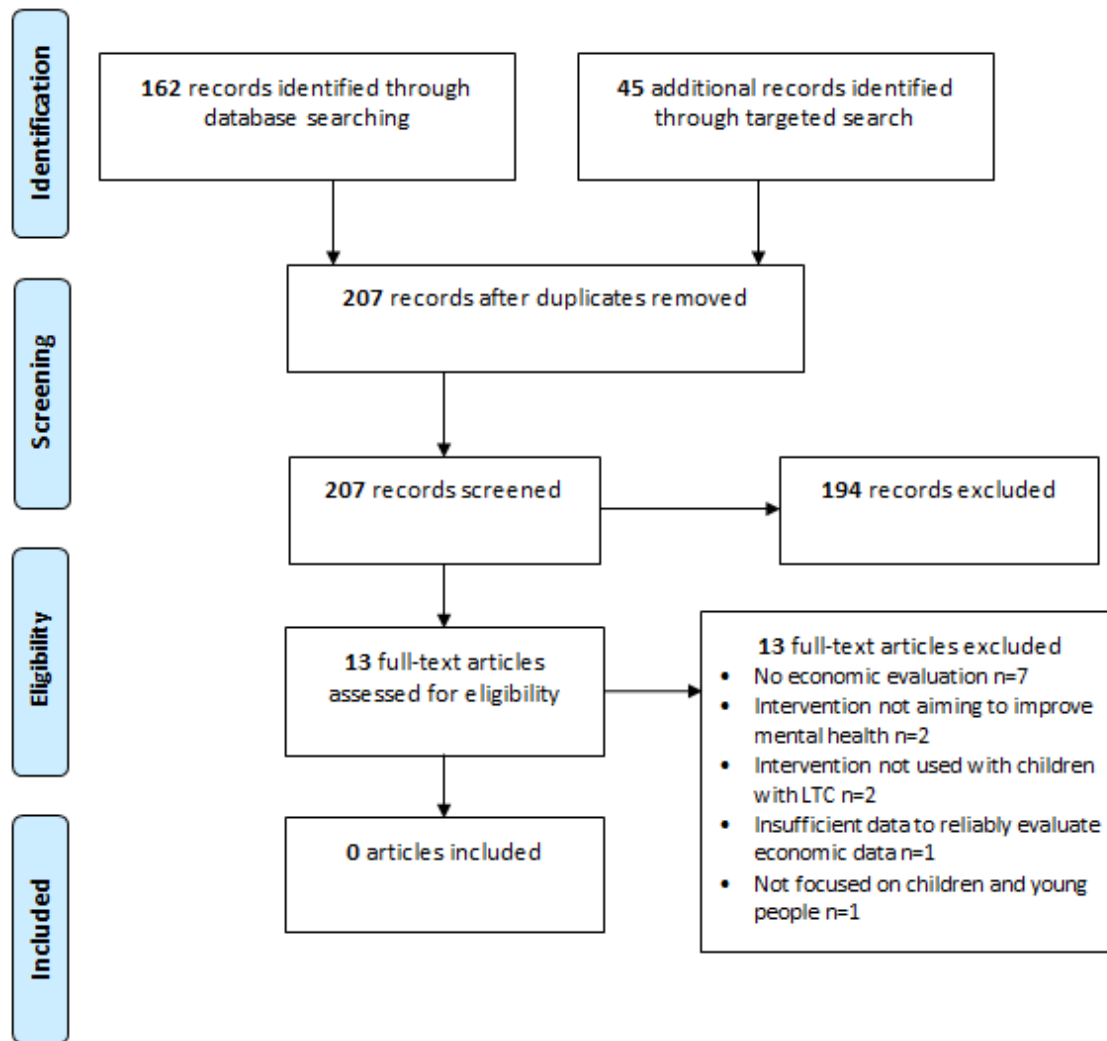 Identification
162 records identified through
database searching
45 additional records identified
through targeted search
Screening
207 records after duplicates removed
207 records screened
194 records excluded
Eligibility
13 full-text articles
assessed for eligibility
13 full-text articles excluded
• No economic evaluation n=7
• Intervention not aiming to improve
mental health n=2
• Intervention not used with children
with LTC n=2
• Insufficient data to reliably evaluate
economic data n=1
• Not focused on children and young
people n=1
Included
0 articles included